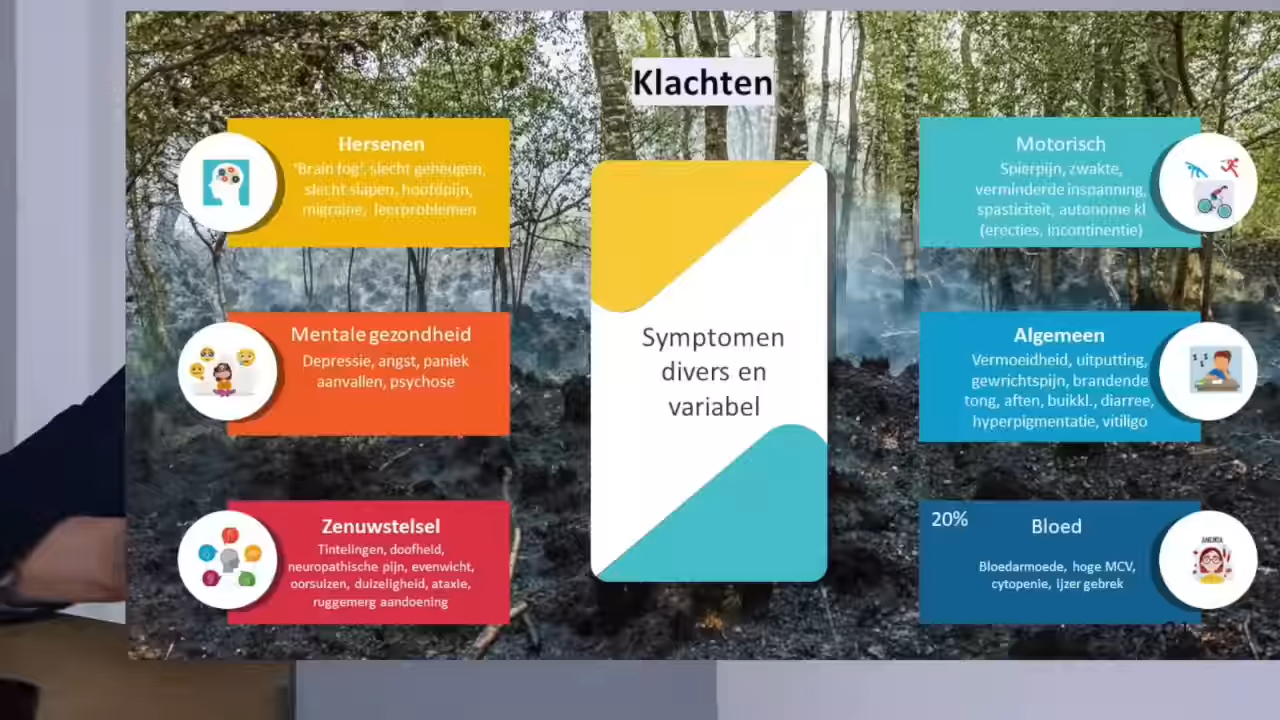 Klachten
Hersenen
'Brain fog', slecht geheugen,
slecht slapen, hoofdpijn,
migraine, leerproblemen
Mentale gezondheid
Depressie, angst, paniek
aanvallen, psychose
Zenuwstelsel
Tintelingen, doofheid,
neuropathische pijn, evenwicht,
oorsuizen, duizeligheid, ataxie,
ruggemerg aandoening
Symptomen
divers en
variabel
Motorisch
Spierpijn, zwakte,
verminderde inspanning,
spasticiteit, autonome kl
(erecties, incontinentie)
Algemeen
Vermoeidheid, uitputting,
gewrichtspijn, brandende
tong, aften, buikkl., diarree,
hyperpigmentatie, vitiligo
20%
Bloed
Bloedarmoede, hoge MCV,
cytopenie, ijzer gebrek
ANEMIA